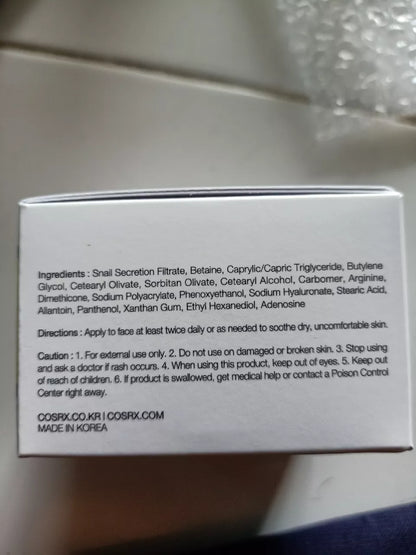 Ingredients : Snail Secretion Filtrate, Betaine, Caprylic/Capric Triglyceride, Butylene
Glycol, Cetearyl Olivate, Sorbitan Olivate, Cetearyl Alcohol, Carbomer, Arginine,
Dimethicone, Sodium Polyacrylate, Phenoxyethanol, Sodium Hyaluronate, Stearic Acid,
Allantoin, Panthenol, Xanthan Gum, Ethyl Hexanediol, Adenosine
Directions : Apply to face at least twice daily or as needed to soothe dry, uncomfortable skin.
Caution : 1. For external use only. 2. Do not use on damaged or broken skin. 3. Stop using
and ask a doctor if rash occurs. 4. When using this product, keep out of eyes. 5. Keep out
of reach of children. 6. If product is swallowed, get medical help or contact a Poison Control
Center right away.
COSRX.CO.KR I COSRX.COM
MADE IN KOREA